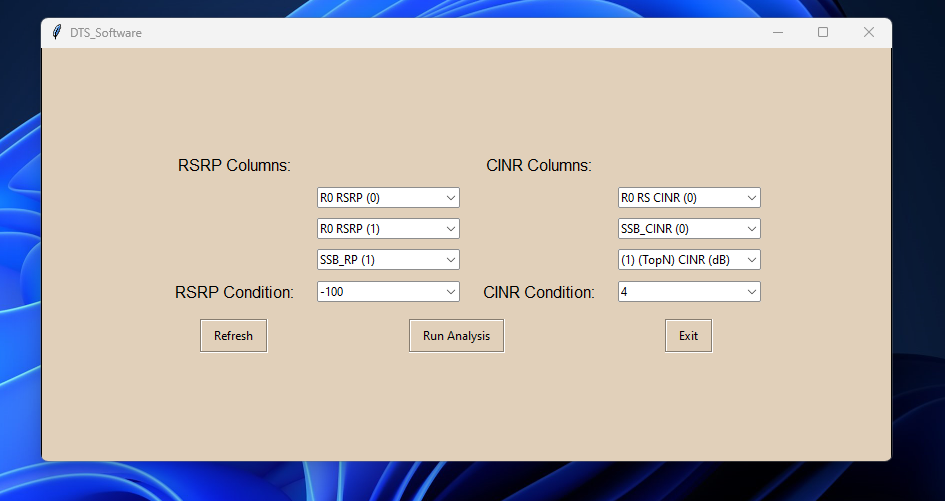 DTS_Software
RSRP Columns: CINR Columns:
R0 RSRP (0) R0 RS CINR (0)
R0 RSRP (1) SSB_CINR (0)
SSB_RP (1) (1) (TopN) CINR (dB)
RSRP Condition: -100 CINR Condition: 4
Refresh Run Analysis Exit